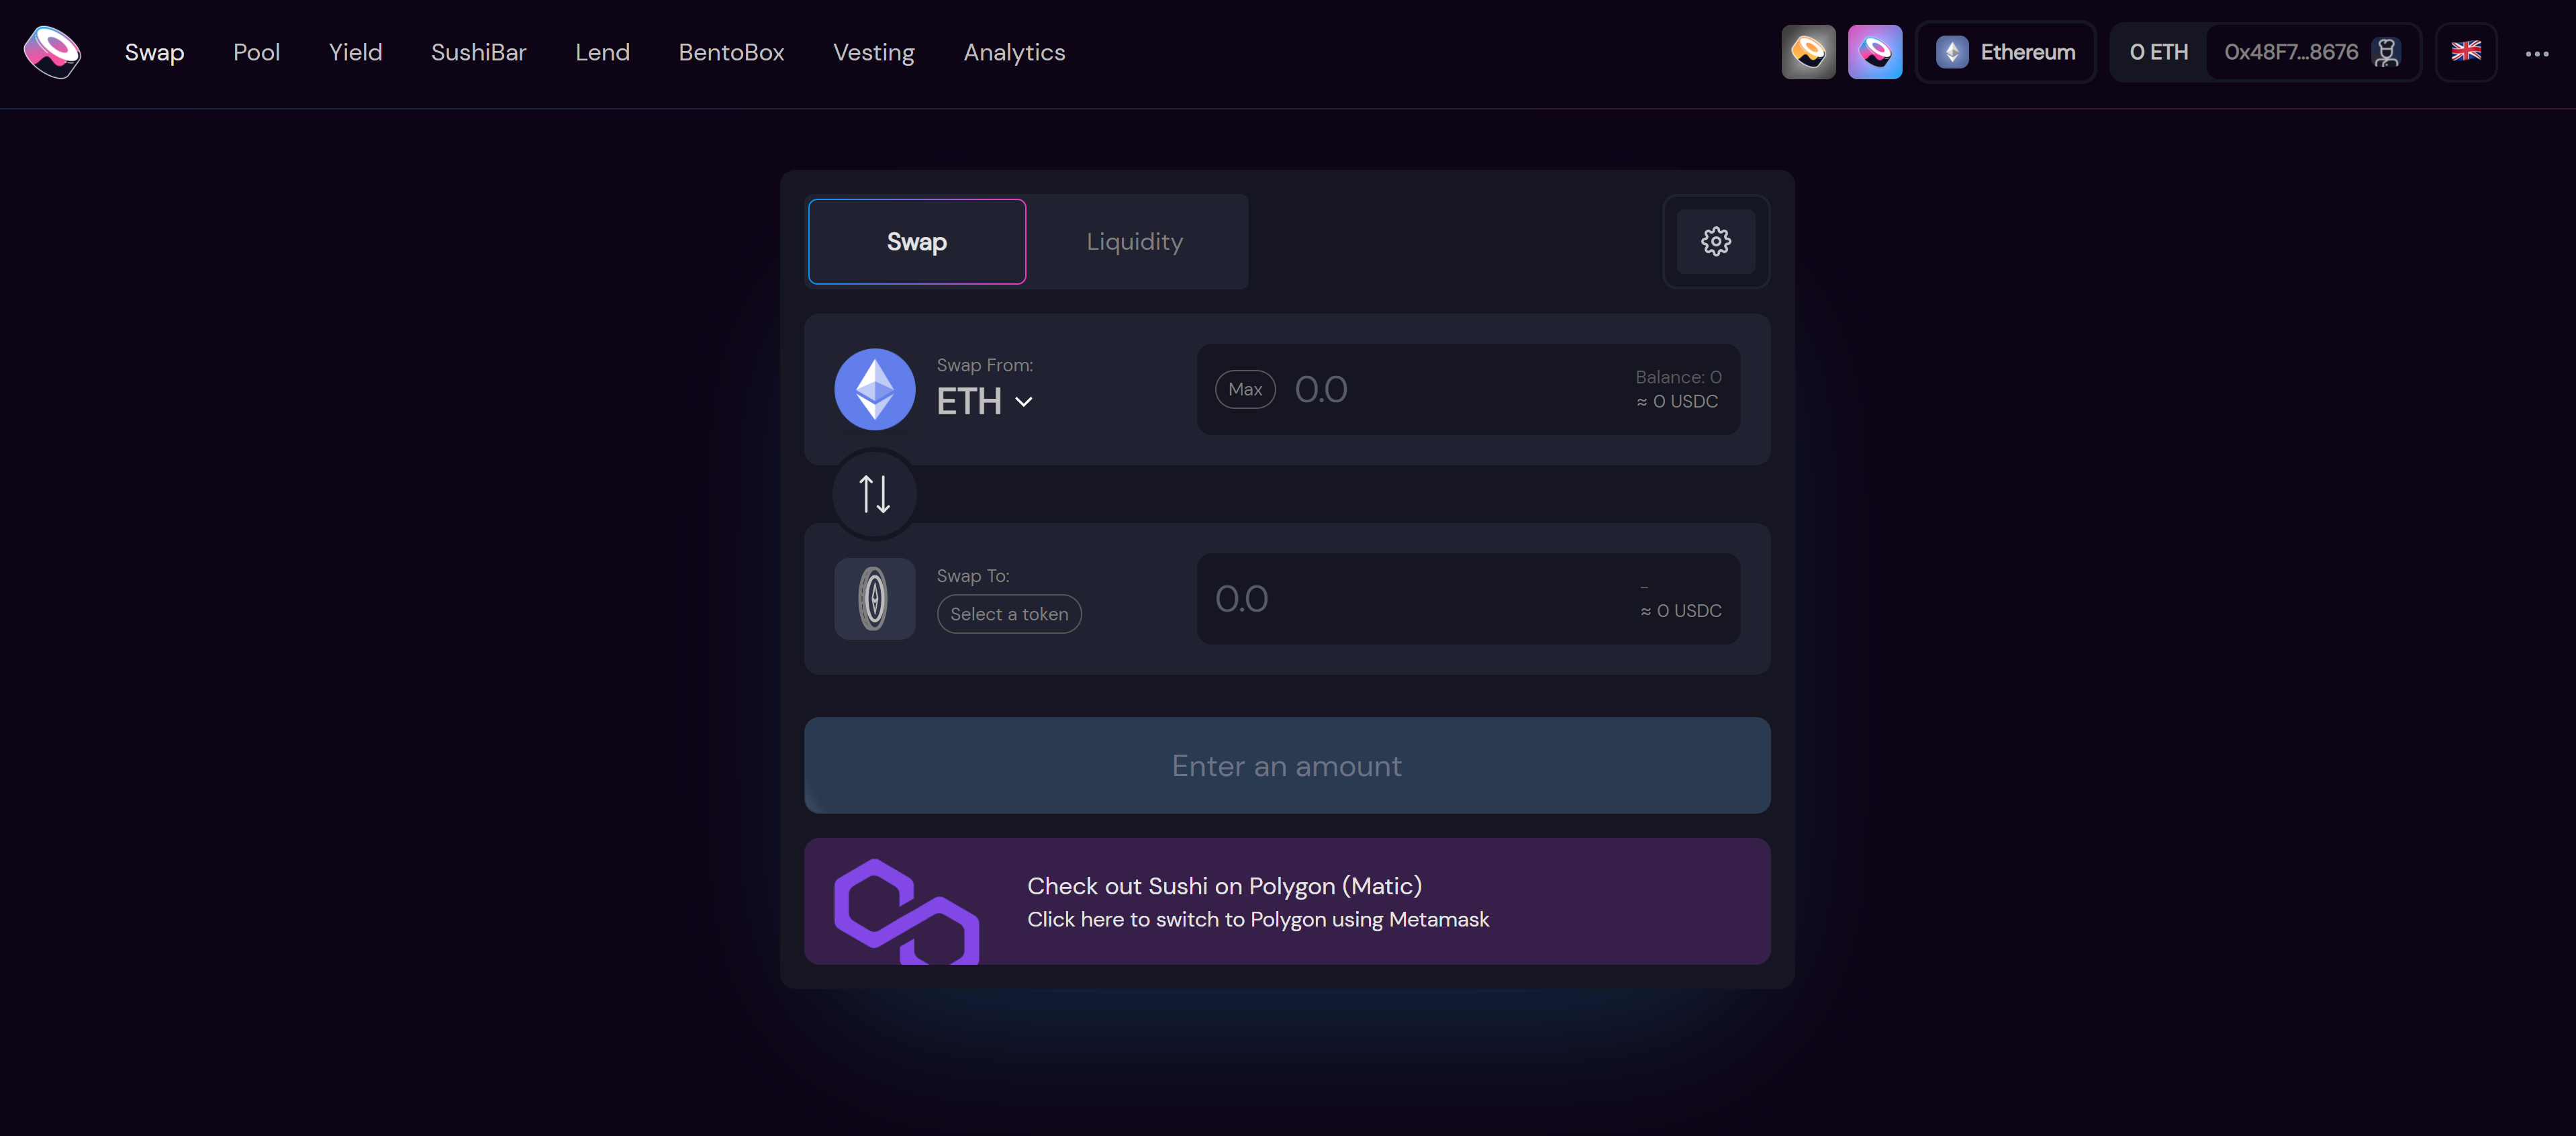 Swap Pool Yield SushiBar Lend BentoBox Vesting Analytics Ethereum 0 ETH 0x48F7...8676
Swap Liquidity
Swap From:
ETH
Max 0.0
Balance: 0
≈ 0 USDC
Swap To:
Select a token
0.0
-
≈ 0 USDC
Enter an amount
Check out Sushi on Polygon (Matic)
Click here to switch to Polygon using Metamask